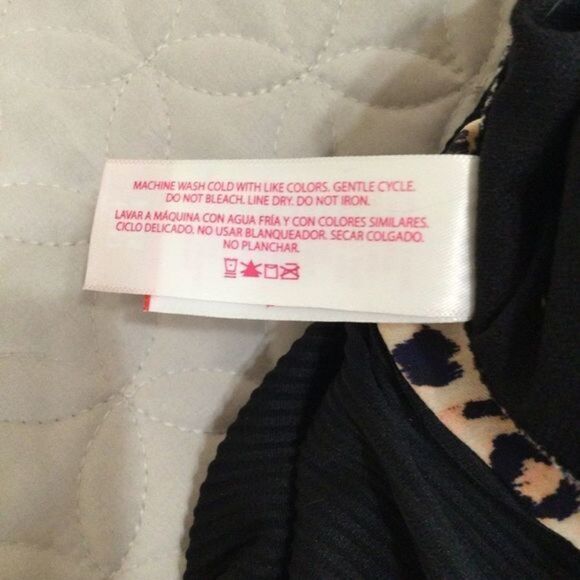 MACHINE WASH COLD WITH LIKE COLORS. GENTLE CYCLE.
DO NOT BLEACH. LINE DRY. DO NOT IRON.
LAVAR A MÁQUINA CON AGUA FRÍA Y CON COLORES SIMILARES.
CICLO DELICADO. NO USAR BLANQUEADOR. SECAR COLGADO.
NO PLANCHAR.